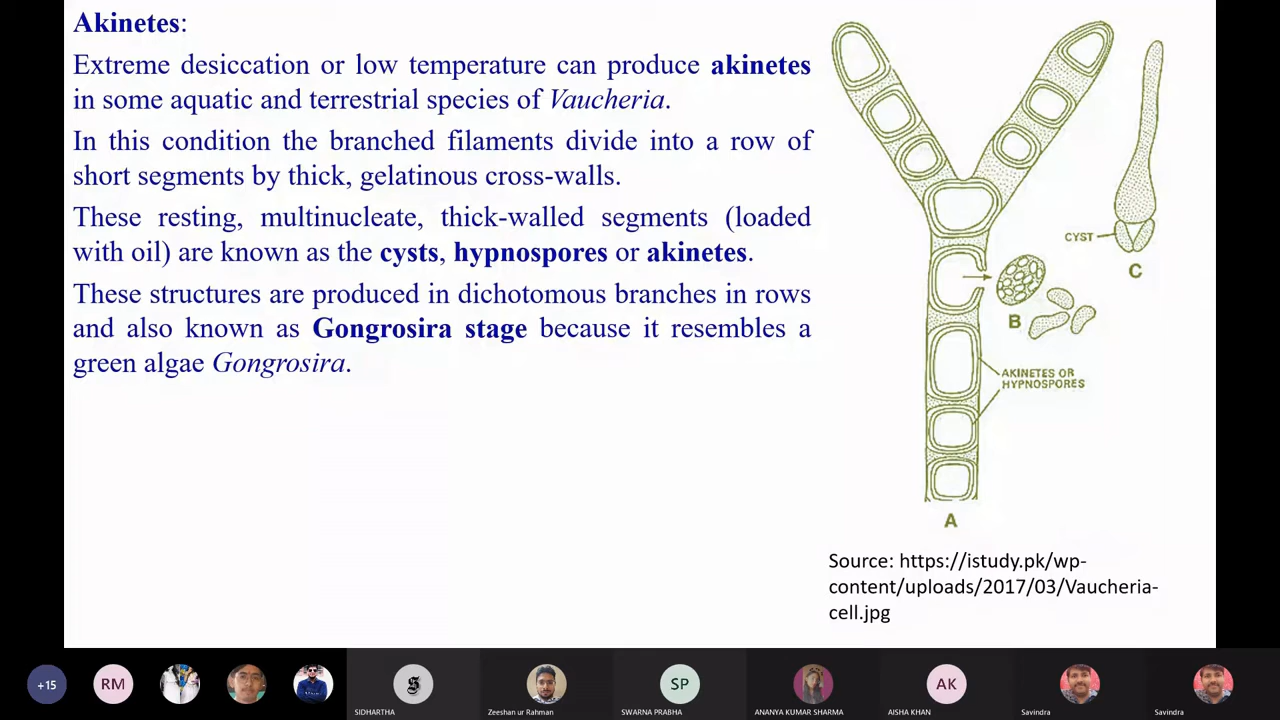 Akinetes:
Extreme desiccation or low temperature can produce akinetes
in some aquatic and terrestrial species of Vaucheria.
In this condition the branched filaments divide into a row of
short segments by thick, gelatinous cross-walls.
These resting, multinucleate, thick-walled segments (loaded
with oil) are known as the cysts, hypnospores or akinetes.
These structures are produced in dichotomous branches in rows
and also known as Gongrosira stage because it resembles a
green algae Gongrosira.
CYST
C
B
AKINETES OR
HYPNOSPORES
A
Source: https://istudy.pk/wp-
content/uploads/2017/03/Vaucheria-
cell.jpg
+15
RM
S
SP
AK
SIDHARTHA
Zeeshan ur Rahman
SWARNA PRABHA
ANANYA KUMAR SHARMA
AISHA KHAN
Savindra
Savindra